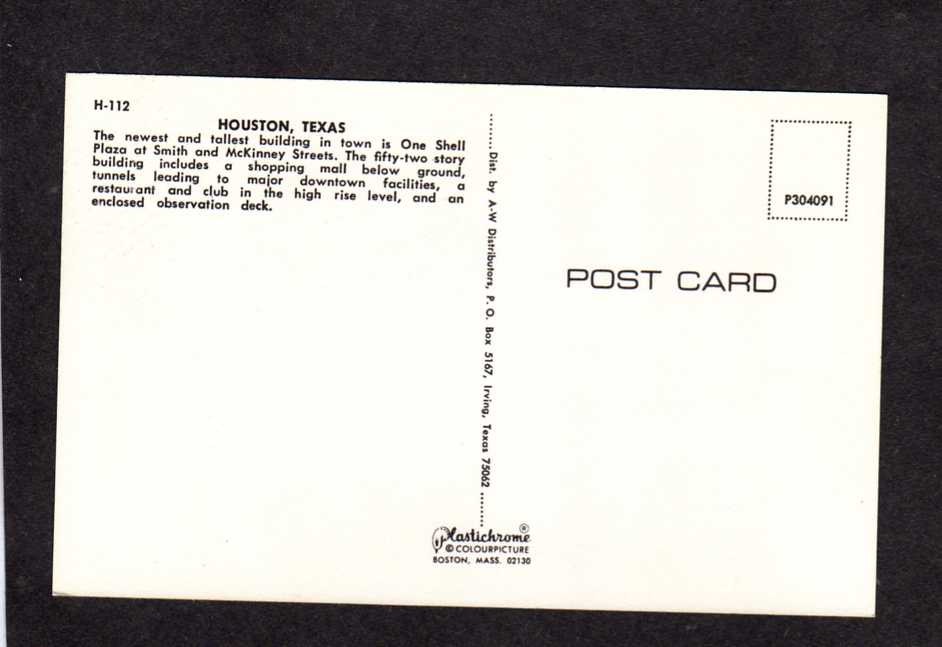 H-112
HOUSTON, TEXAS
The newest and tallest building in town is One Shell
Plaza at Smith and McKinney Streets. The fifty-two story
building includes a shopping mall below ground,
tunnels leading to major downtown facilities, a
restaurant and club in the high rise level, and an
enclosed observation deck.
Dist. by A-W Distributors, P. O. Box 5167, Irving, Texas 75062
P304091
POST CARD
Plastichrome ®
© COLOURPICTURE
BOSTON, MASS. 02130